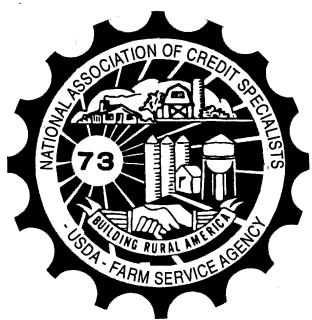 NATIONAL ASSOCIATION OF CREDIT SPECIALISTS
73
BUILDING RURAL AMERICA
- USDA - FARM SERVICE AGENCY